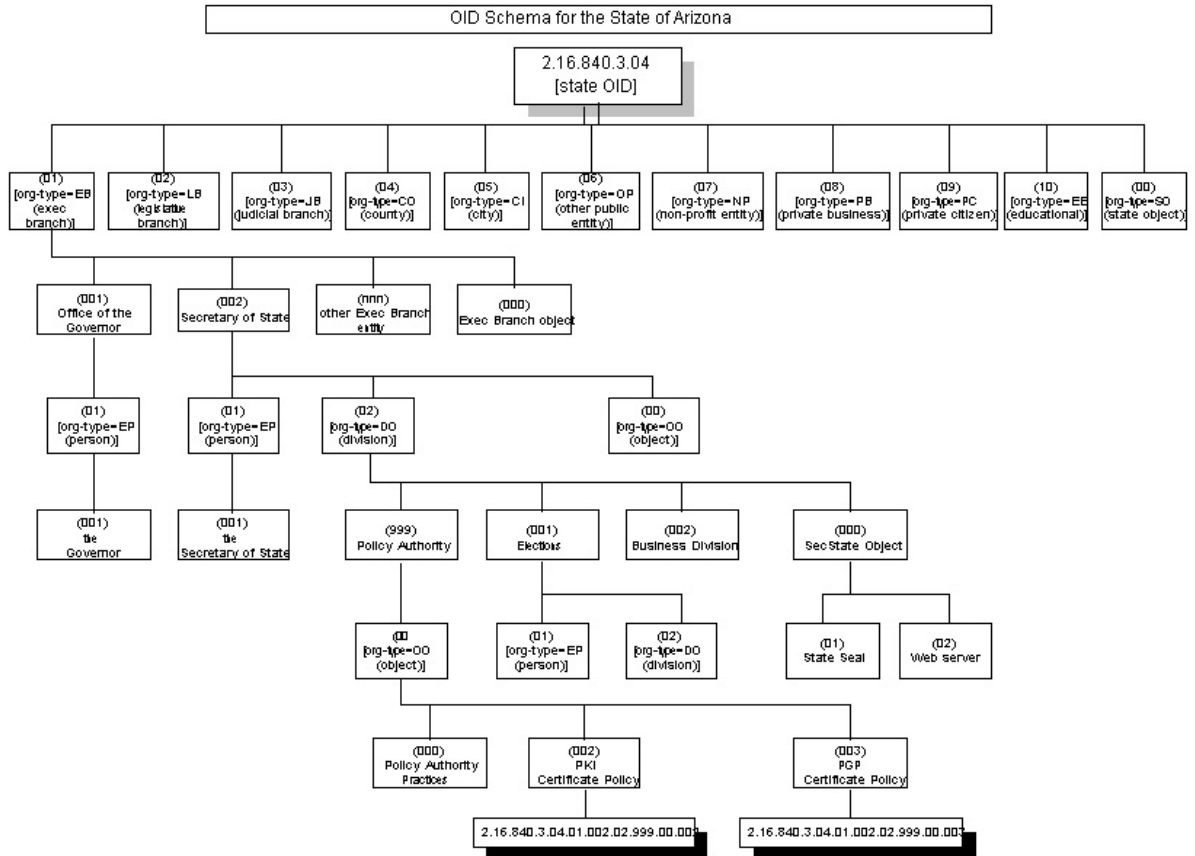 OID Schema for the State of Arizona
2.16.840.3.04
[state OID]
(01)
[org-type=EB
(exec
branch)]
(02)
[org-type=LB
(legislative
branch)]
(03)
[org-type=JB
(judicial branch)]
(04)
[org-type=CO
(county)]
(05)
[org-type=CI
(city)]
(06)
[org-type=OP
(other public
entity)]
(07)
[org-type=NP
(non-profit entity)]
(08)
[org-type=PB
(private business)]
(09)
[org-type=PC
(private citizen)]
(10)
[org-type=EE
(educational)]
(00)
[org-type=SO
(state object)]
(001)
Office of the
Governor
(002)
Secretary of State
(nnn)
other Exec Branch
entity
(000)
Exec Branch object
(01)
[org-type=EP
(person)]
(01)
[org-type=EP
(person)]
(02)
[org-type=DO
(division)]
(00)
[org-type=OO
(object)]
(001)
the
Governor
(001)
the
Secretary of State
(999)
Policy Authority
(001)
Elections
(002)
Business Division
(000)
SecState Object
(00
[org-type=OO
(object)]
(01)
[org-type=EP
(person)]
(02)
[org-type=DO
(division)]
(01)
State Seal
(02)
Web server
(000)
Policy Authority
Practices
(002)
PKI
Certificate Policy
(003)
PGP
Certificate Policy
2.16.840.3.04.01.002.02.999.00.002
2.16.840.3.04.01.002.02.999.00.003